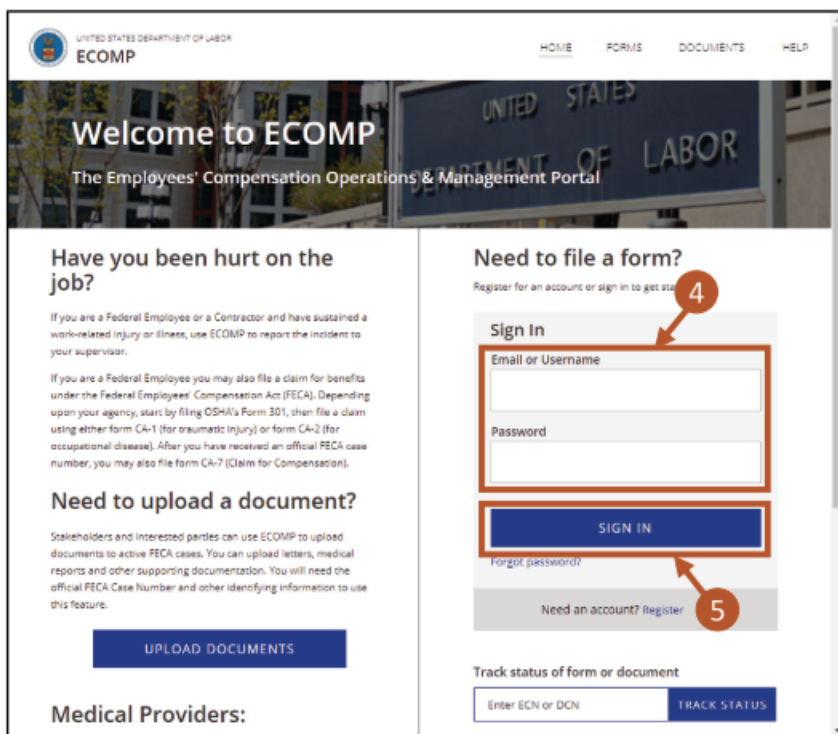 UNITED STATES DEPARTMENT OF LABOR
ECOMP
HOME FORMS DOCUMENTS HELP
UNITED STATES
DEPARTMENT OF LABOR
Welcome to ECOMP
The Employees' Compensation Operations & Management Portal
Have you been hurt on the
job?
If you are a Federal Employee or a Contractor and have sustained a
work-related injury or illness, use ECOMP to report the incident to
your supervisor.
If you are a Federal Employee you may also file a claim for benefits
under the Federal Employees' Compensation Act (FECA). Depending
upon your agency, start by filing OSHA's Form 301, then file a claim
using either form CA-1 (for traumatic injury) or form CA-2 (for
occupational disease). After you have received an official FECA case
number, you may also file form CA-7 (Claim for Compensation).
Need to upload a document?
Stakeholders and interested parties can use ECOMP to upload
documents to active FECA cases. You can upload letters, medical
reports and other supporting documentation. You will need the
official FECA Case Number and other identifying information to use
this feature.
UPLOAD DOCUMENTS
Medical Providers:
Need to file a form?
Register for an account or sign in to get sta
4
Sign In
Email or Username
Password
SIGN IN
Forgot password?
5
Need an account? Register
Track status of form or document
Enter ECN or DCN
TRACK STATUS